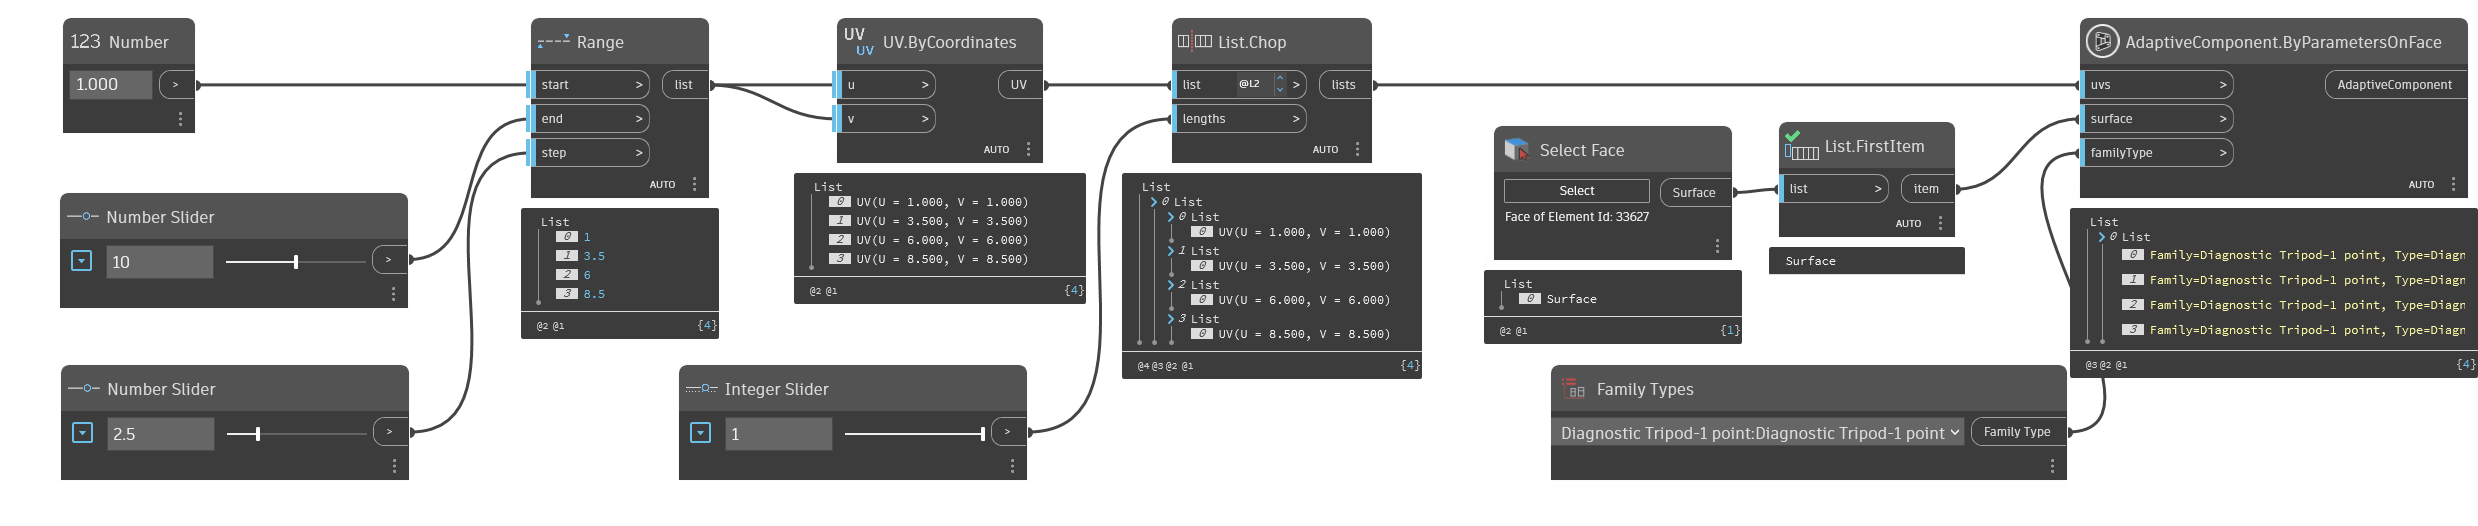 123 Number
1.000 >
Number Slider
10 >
Number Slider
2.5 >
Range
start > list
end >
step >
AUTO
List
0 1
1 3.5
2 6
3 8.5
@2 @1 {4}
UV UV UV.ByCoordinates
u > UV
v >
AUTO
List
0 UV(U = 1.000, V = 1.000)
1 UV(U = 3.500, V = 3.500)
2 UV(U = 6.000, V = 6.000)
3 UV(U = 8.500, V = 8.500)
@2 @1 {4}
Integer Slider
1 >
List.Chop
list @L2 > lists
lengths >
AUTO
List
0 List
0 List
0 UV(U = 1.000, V = 1.000)
1 List
0 UV(U = 3.500, V = 3.500)
2 List
0 UV(U = 6.000, V = 6.000)
3 List
0 UV(U = 8.500, V = 8.500)
@4 @3 @2 @1 {4}
Select Face
Select Surface
Face of Element Id: 33627
List
0 Surface
@2 @1 {1}
List.FirstItem
list > item
AUTO
Surface
Family Types
Diagnostic Tripod-1 point:Diagnostic Tripod-1 point Family Type
AdaptiveComponent.ByParametersOnFace
uvs > AdaptiveComponent
surface >
familyType >
AUTO
List
0 List
0 Family=Diagnostic Tripod-1 point, Type=Diagn
1 Family=Diagnostic Tripod-1 point, Type=Diagn
2 Family=Diagnostic Tripod-1 point, Type=Diagn
3 Family=Diagnostic Tripod-1 point, Type=Diagn
@3 @2 @1 {4}